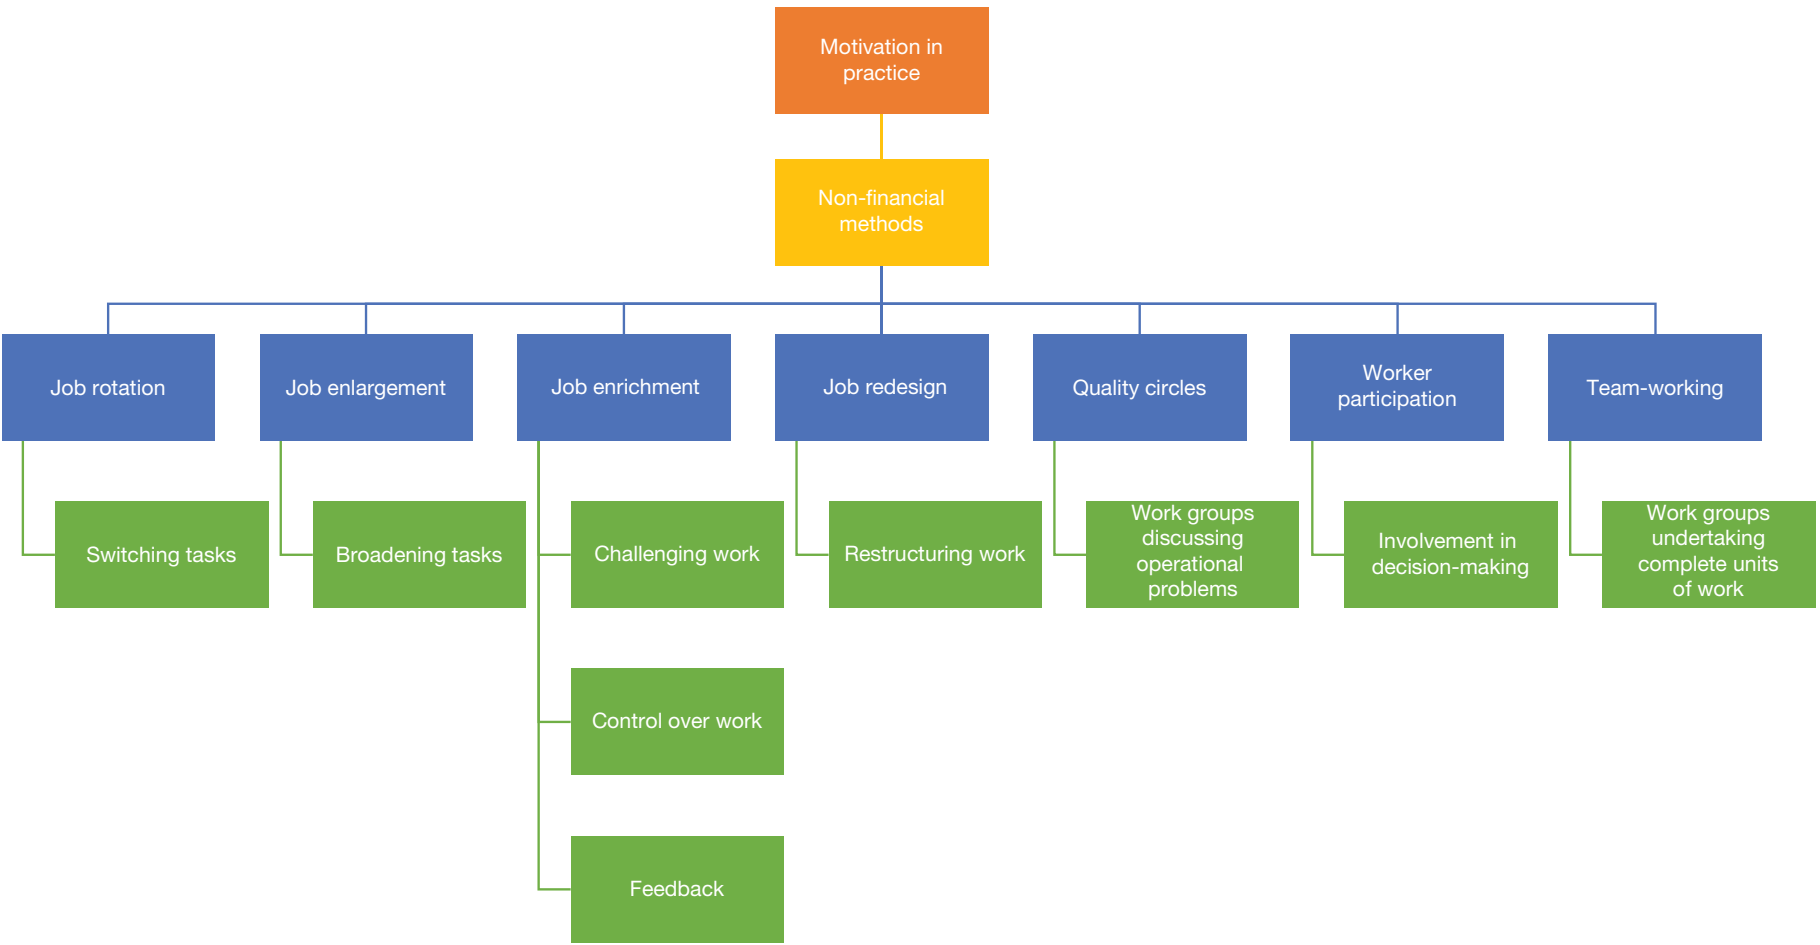 Motivation in
practice
Non-financial
methods
Job rotation
Job enlargement
Job enrichment
Job redesign
Quality circles
Worker
participation
Team-working
Switching tasks
Broadening tasks
Challenging work
Restructuring work
Work groups
discussing
operational
problems
Involvement in
decision-making
Work groups
undertaking
complete units
of work
Control over work
Feedback